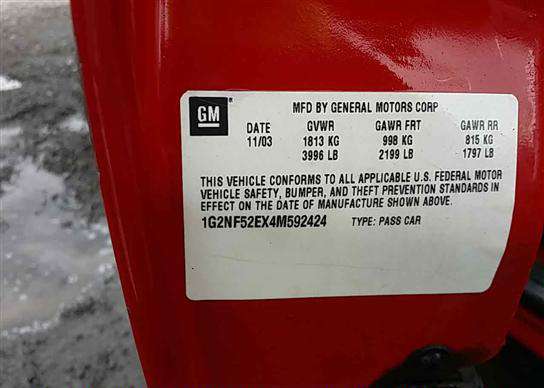 GM
MFD BY GENERAL MOTORS CORP
DATE GVWR GAWR FRT GAWR RR
11/03 1813 KG 998 KG 815 KG
3996 LB 2199 LB 1797 LB
THIS VEHICLE CONFORMS TO ALL APPLICABLE U.S. FEDERAL MOTOR
VEHICLE SAFETY, BUMPER, AND THEFT PREVENTION STANDARDS IN
EFFECT ON THE DATE OF MANUFACTURE SHOWN ABOVE.
1G2NF52EX4M592424 TYPE: PASS CAR